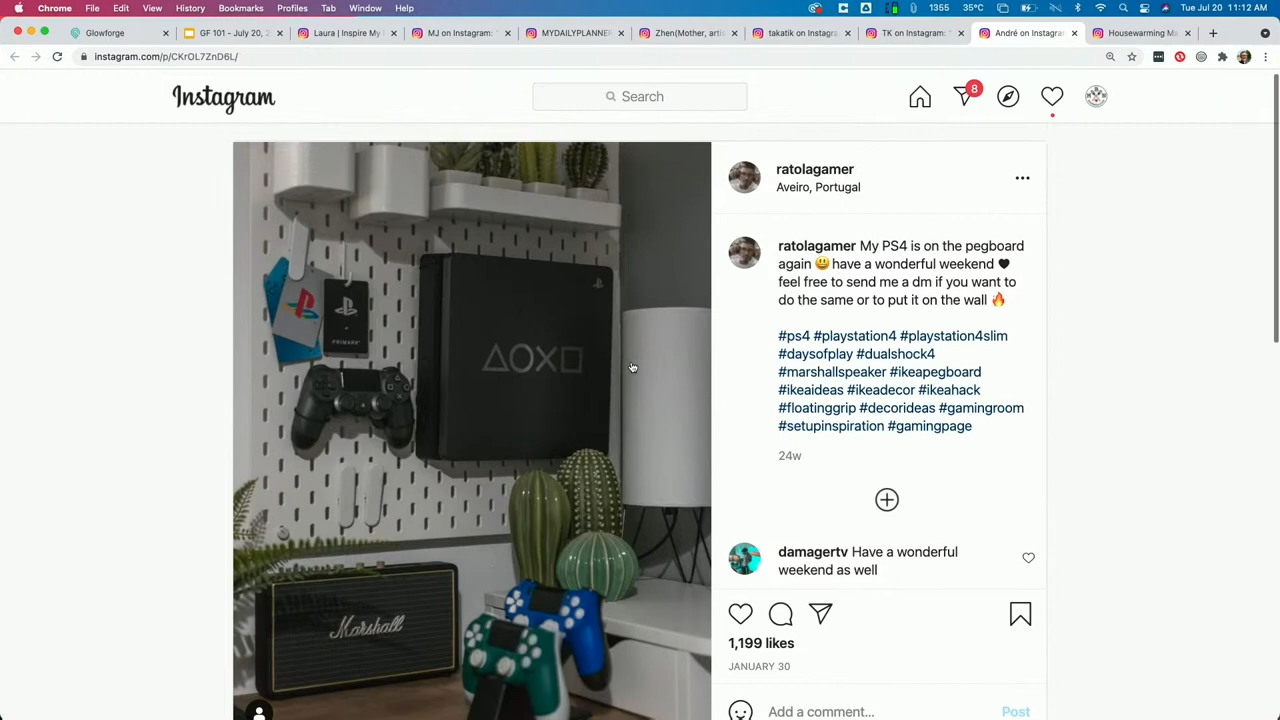 Chrome File Edit View History Bookmarks Profiles Tab Window Help
1355 35°C Tue Jul 20 11:12 AM
Glowforge
GF 101 - July 20, 2
Laura | Inspire My
MJ on Instagram:
MYDAILYPLANNER
Zhen(Mother, artis
takatik on Instagra
TK on Instagram:
André on Instagra
Housewarming Ma
instagram.com/p/CKrOL7ZnD6L/
Instagram
Search
8
ratolagamer
Aveiro, Portugal
ratolagamer My PS4 is on the pegboard
again 😃 have a wonderful weekend 🖤
feel free to send me a dm if you want to
do the same or to put it on the wall 🔥
#ps4 #playstation4 #playstation4slim
#daysofplay #dualshock4
#marshallspeaker #ikeapegboard
#ikeaideas #ikeadecor #ikeahack
#floatinggrip #decorideas #gamingroom
#setupinspiration #gamingpage
24w
damagertv Have a wonderful
weekend as well
1,199 likes
JANUARY 30
Add a comment...
Post
PRIMARK
Marshall